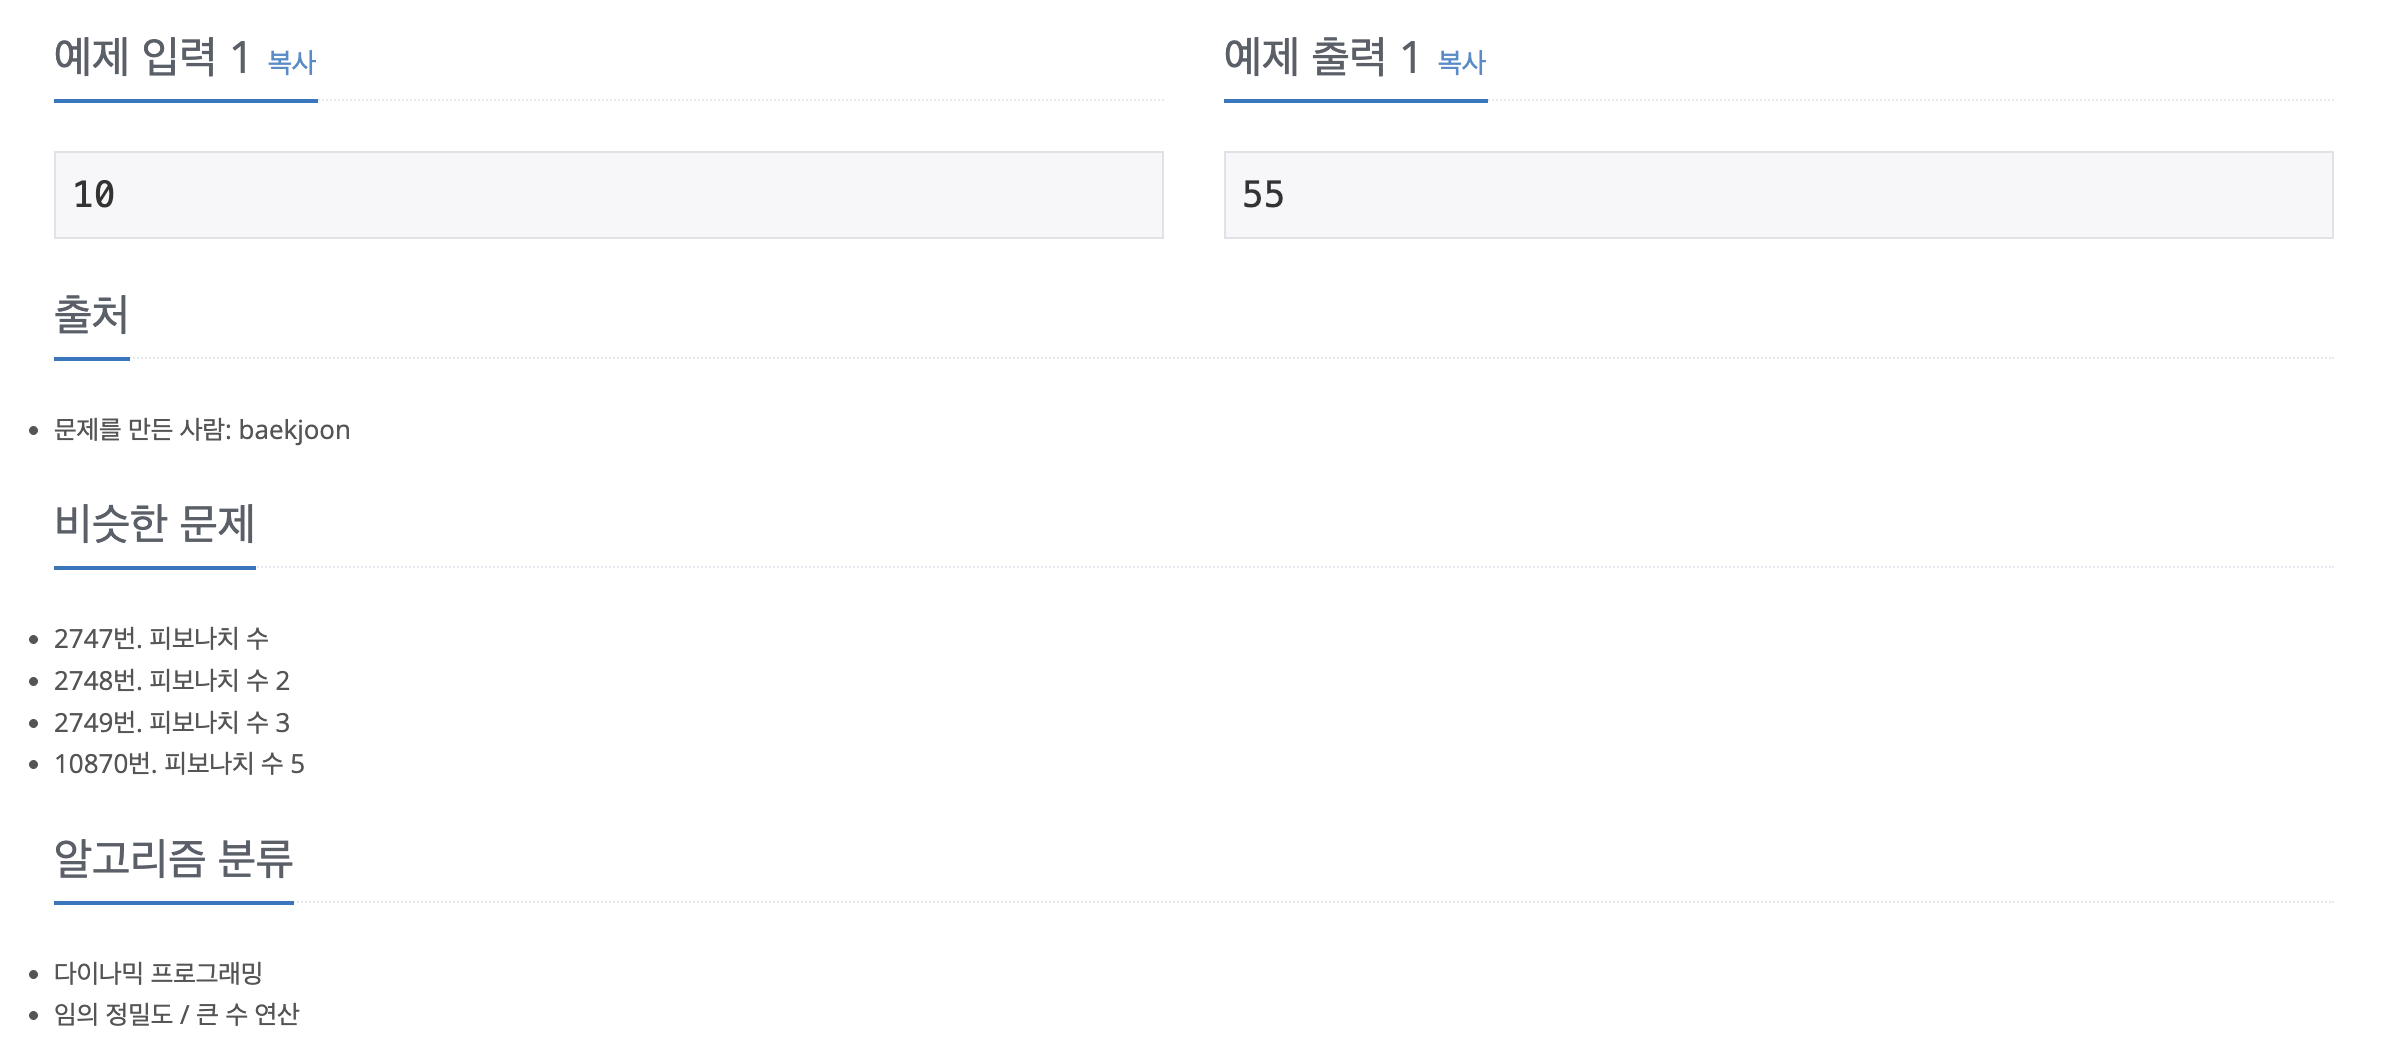 예제 입력 1 복사
10
예제 출력 1 복사
55
출처
문제를 만든 사람: baekjoon
비슷한 문제
2747번. 피보나치 수
2748번. 피보나치 수 2
2749번. 피보나치 수 3
10870번. 피보나치 수 5
알고리즘 분류
다이나믹 프로그래밍
임의 정밀도 / 큰 수 연산